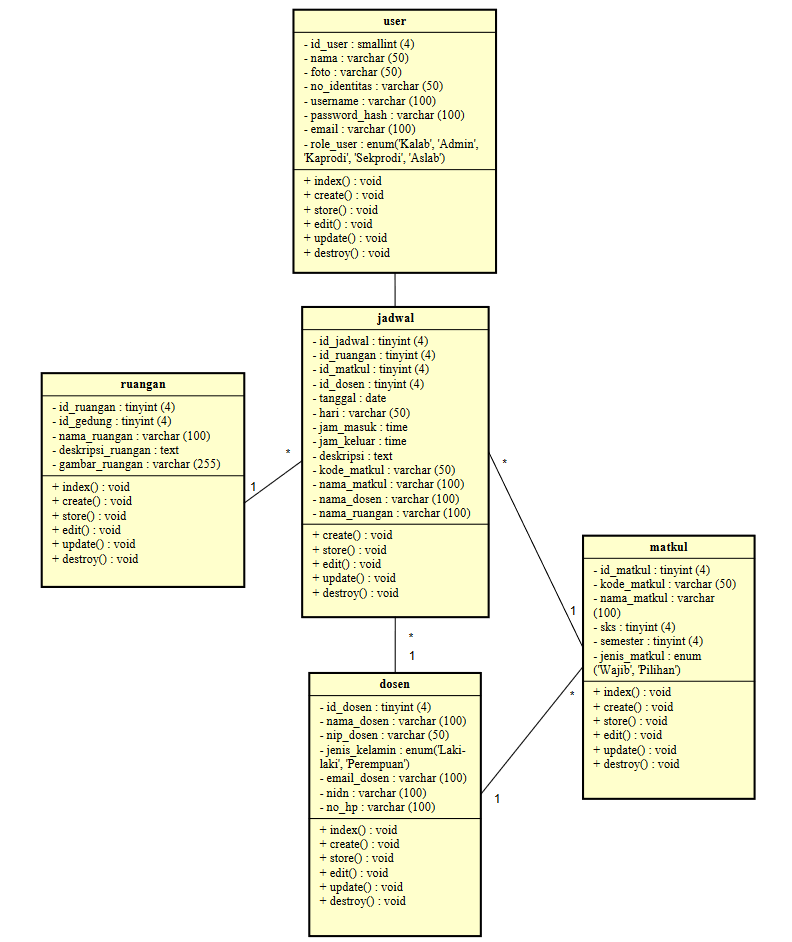 user
- id_user : smallint (4)
- nama : varchar (50)
- foto : varchar (50)
- no_identitas : varchar (50)
- username : varchar (100)
- password_hash : varchar (100)
- email : varchar (100)
- role_user : enum('Kalab', 'Admin',
'Kaprodi', 'Sekprodi', 'Aslab')
+ index() : void
+ create() : void
+ store() : void
+ edit() : void
+ update() : void
+ destroy() : void
jadwal
- id_jadwal : tinyint (4)
- id_ruangan : tinyint (4)
- id_matkul : tinyint (4)
- id_dosen : tinyint (4)
- tanggal : date
- hari : varchar (50)
- jam_masuk : time
- jam_keluar : time
- deskripsi : text
- kode_matkul : varchar (50)
- nama_matkul : varchar (100)
- nama_dosen : varchar (100)
- nama_ruangan : varchar (100)
+ create() : void
+ store() : void
+ edit() : void
+ update() : void
+ destroy() : void
ruangan
- id_ruangan : tinyint (4)
- id_gedung : tinyint (4)
- nama_ruangan : varchar (100)
- deskripsi_ruangan : text
- gambar_ruangan : varchar (255)
+ index() : void
+ create() : void
+ store() : void
+ edit() : void
+ update() : void
+ destroy() : void
*
1
*
1
matkul
- id_matkul : tinyint (4)
- kode_matkul : varchar (50)
- nama_matkul : varchar
(100)
- sks : tinyint (4)
- semester : tinyint (4)
- jenis_matkul : enum
('Wajib', 'Pilihan')
+ index() : void
+ create() : void
+ store() : void
+ edit() : void
+ update() : void
+ destroy() : void
*
1
dosen
- id_dosen : tinyint (4)
- nama_dosen : varchar (100)
- nip_dosen : varchar (50)
- jenis_kelamin : enum('Laki-
laki', 'Perempuan')
- email_dosen : varchar (100)
- nidn : varchar (100)
- no_hp : varchar (100)
+ index() : void
+ create() : void
+ store() : void
+ edit() : void
+ update() : void
+ destroy() : void
*
1